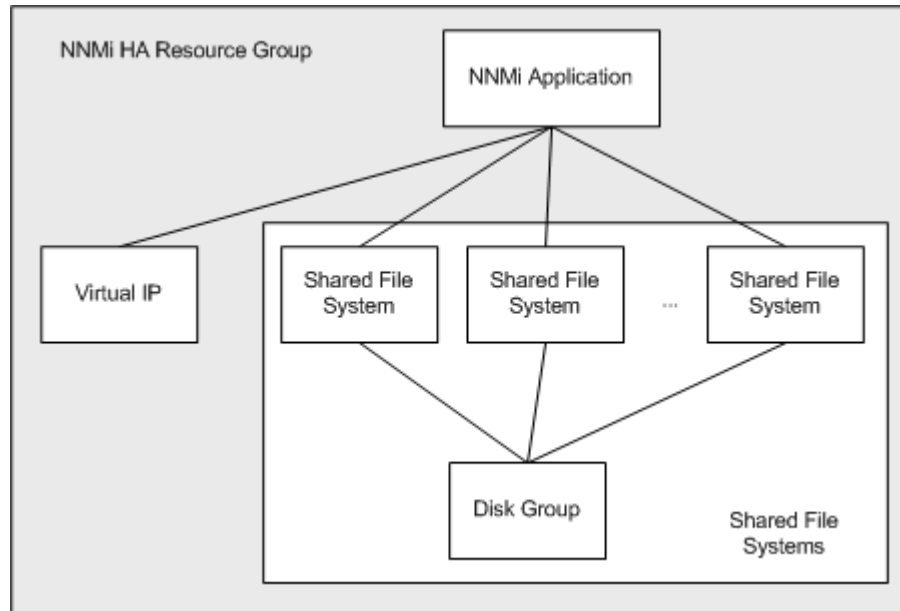 NNMi HA Resource Group
NNMi Application
Virtual IP
Shared File
System
Shared File
System
...
Shared File
System
Disk Group
Shared File
Systems